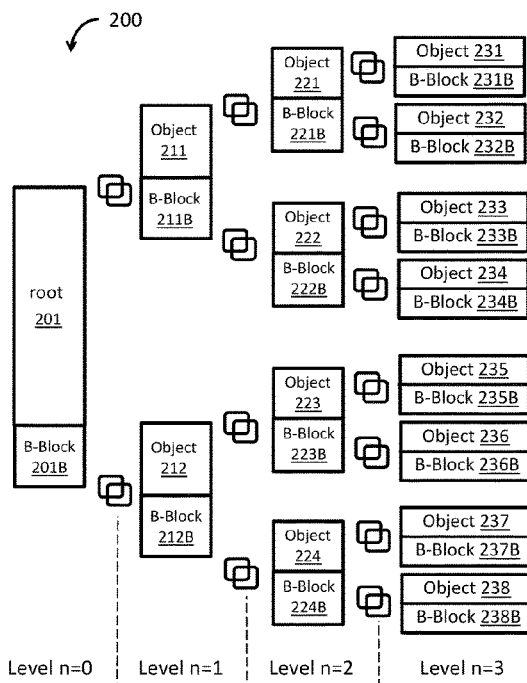 200
root
201
B-Block
201B
Object
211
B-Block
211B
Object
212
B-Block
212B
Object
221
B-Block
221B
Object
222
B-Block
222B
Object
223
B-Block
223B
Object
224
B-Block
224B
Object 231
B-Block 231B
Object 232
B-Block 232B
Object 233
B-Block 233B
Object 234
B-Block 234B
Object 235
B-Block 235B
Object 236
B-Block 236B
Object 237
B-Block 237B
Object 238
B-Block 238B
Level n=0
Level n=1
Level n=2
Level n=3